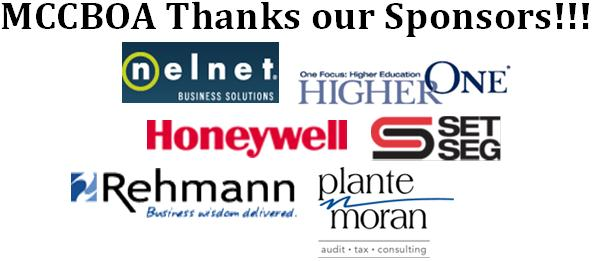 MCCBOA Thanks our Sponsors!!!
nelnet
BUSINESS SOLUTIONS
One Focus: Higher Education
HIGHER ONE
Honeywell
SET
SEG
Rehmann
Business wisdom delivered.
plante
moran
audit • tax • consulting